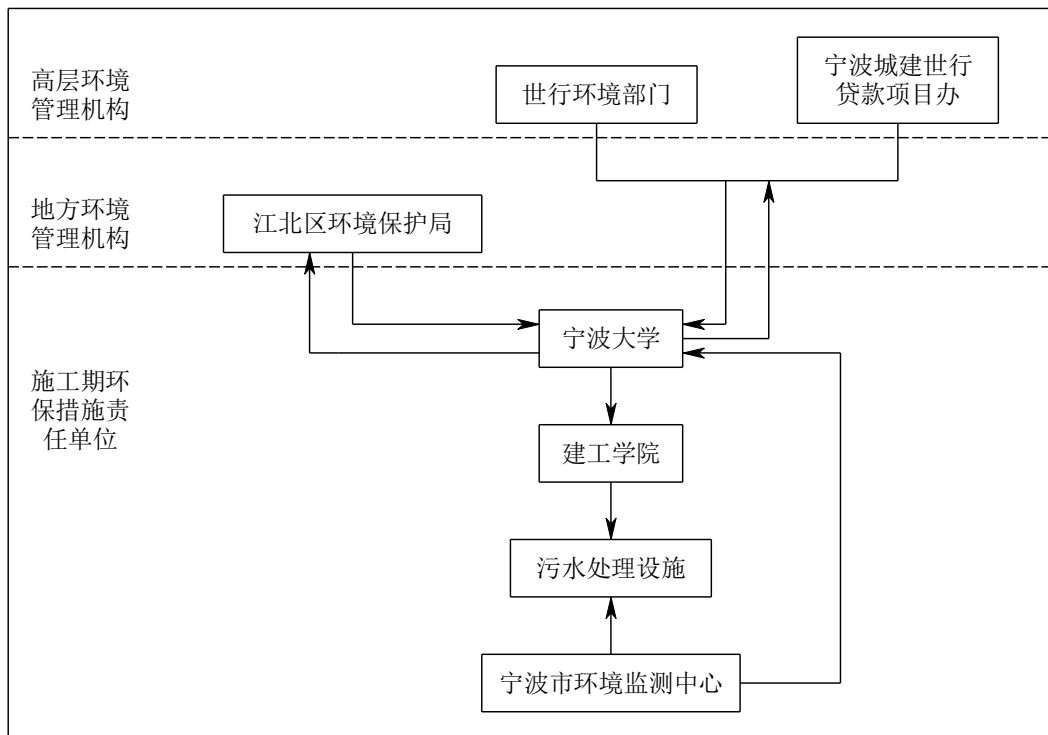 高层环境
管理机构
世行环境部门
宁波城建世行
贷款项目办
地方环境
管理机构
江北区环境保护局
宁波大学
施工期环
保措施责
任单位
建工学院
污水处理设施
宁波市环境监测中心